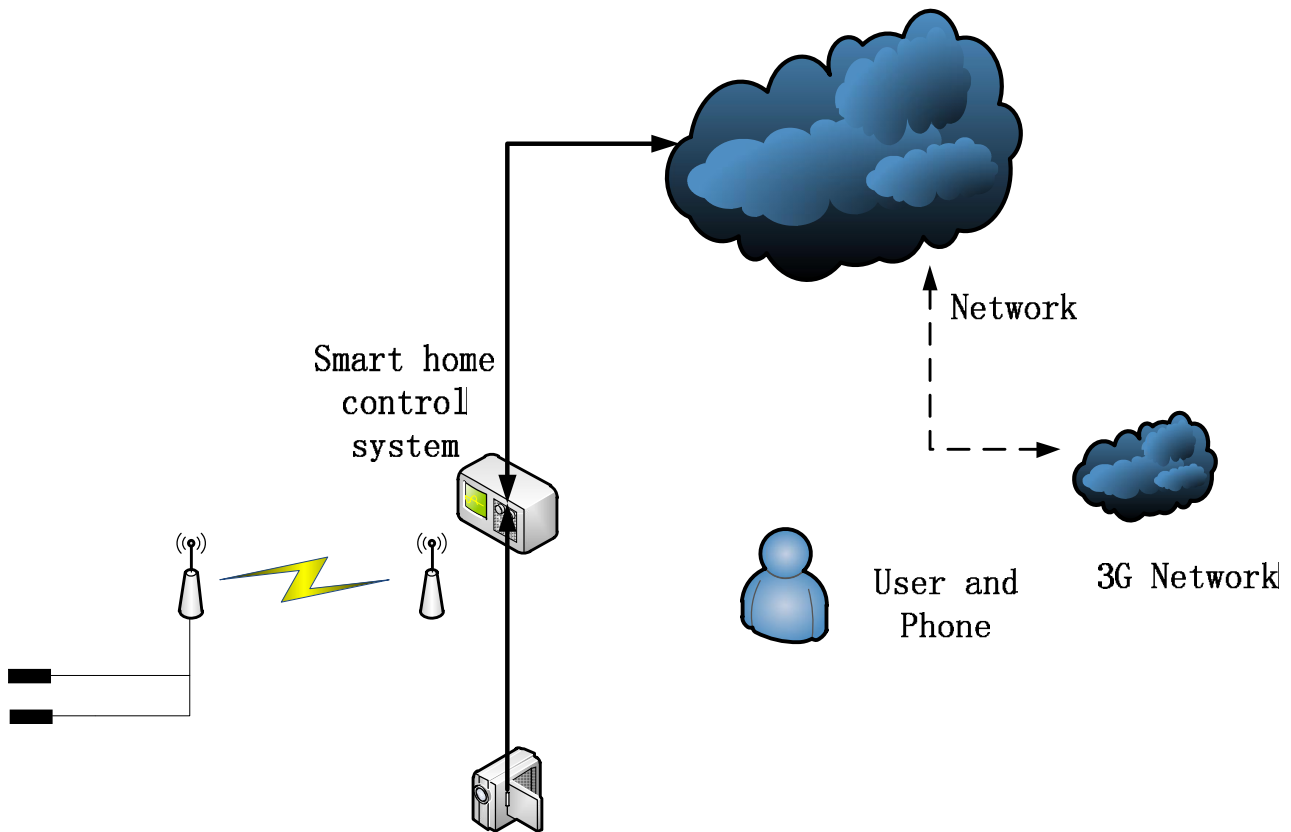 Network
Smart home
control
system
User and
Phone
3G Network